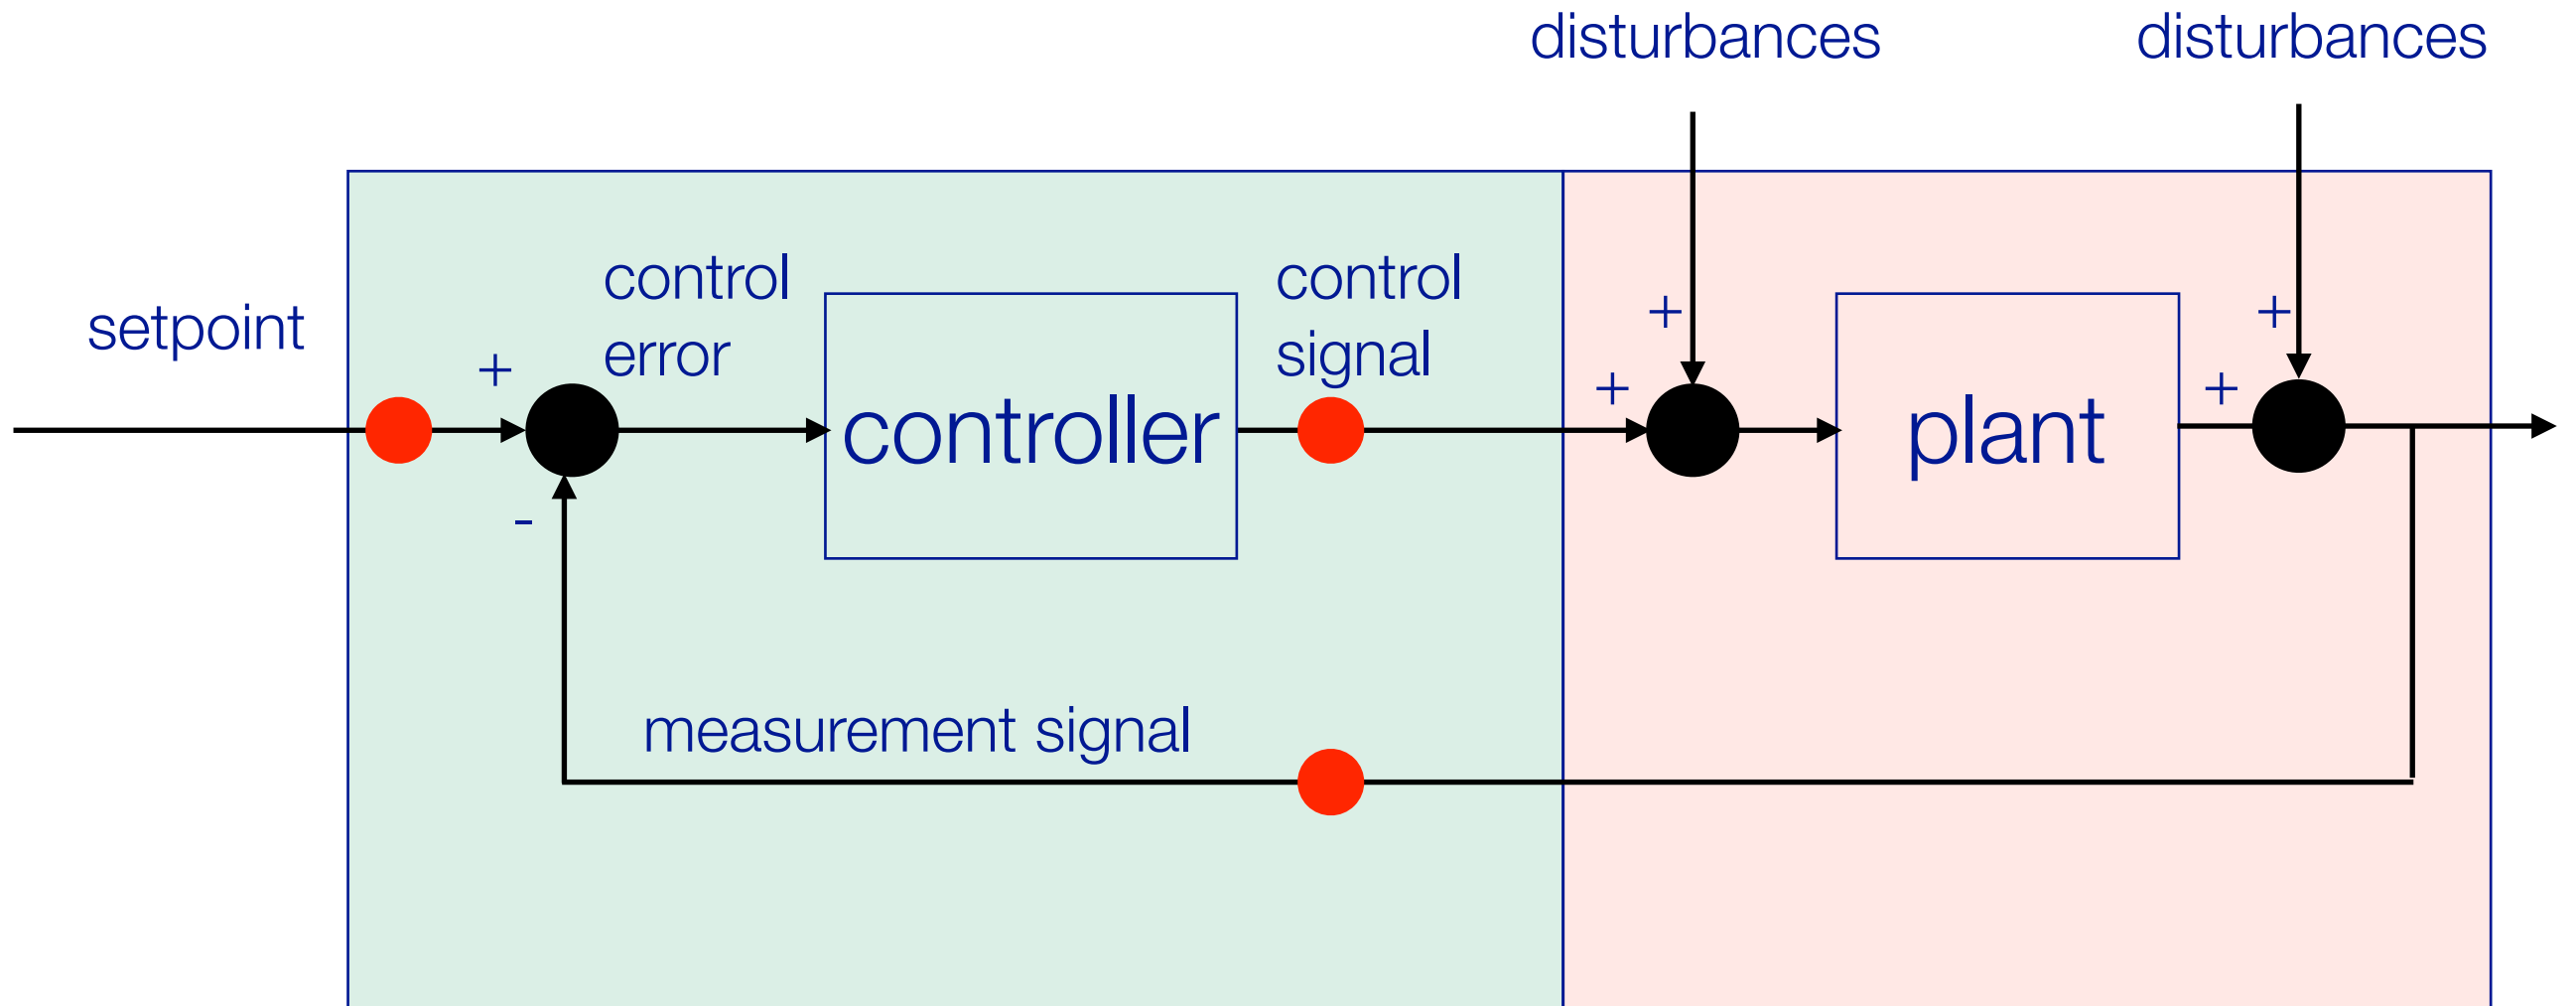 disturbances
disturbances
setpoint
control
error
control
signal
+
-
controller
+
+
plant
+
+
measurement signal